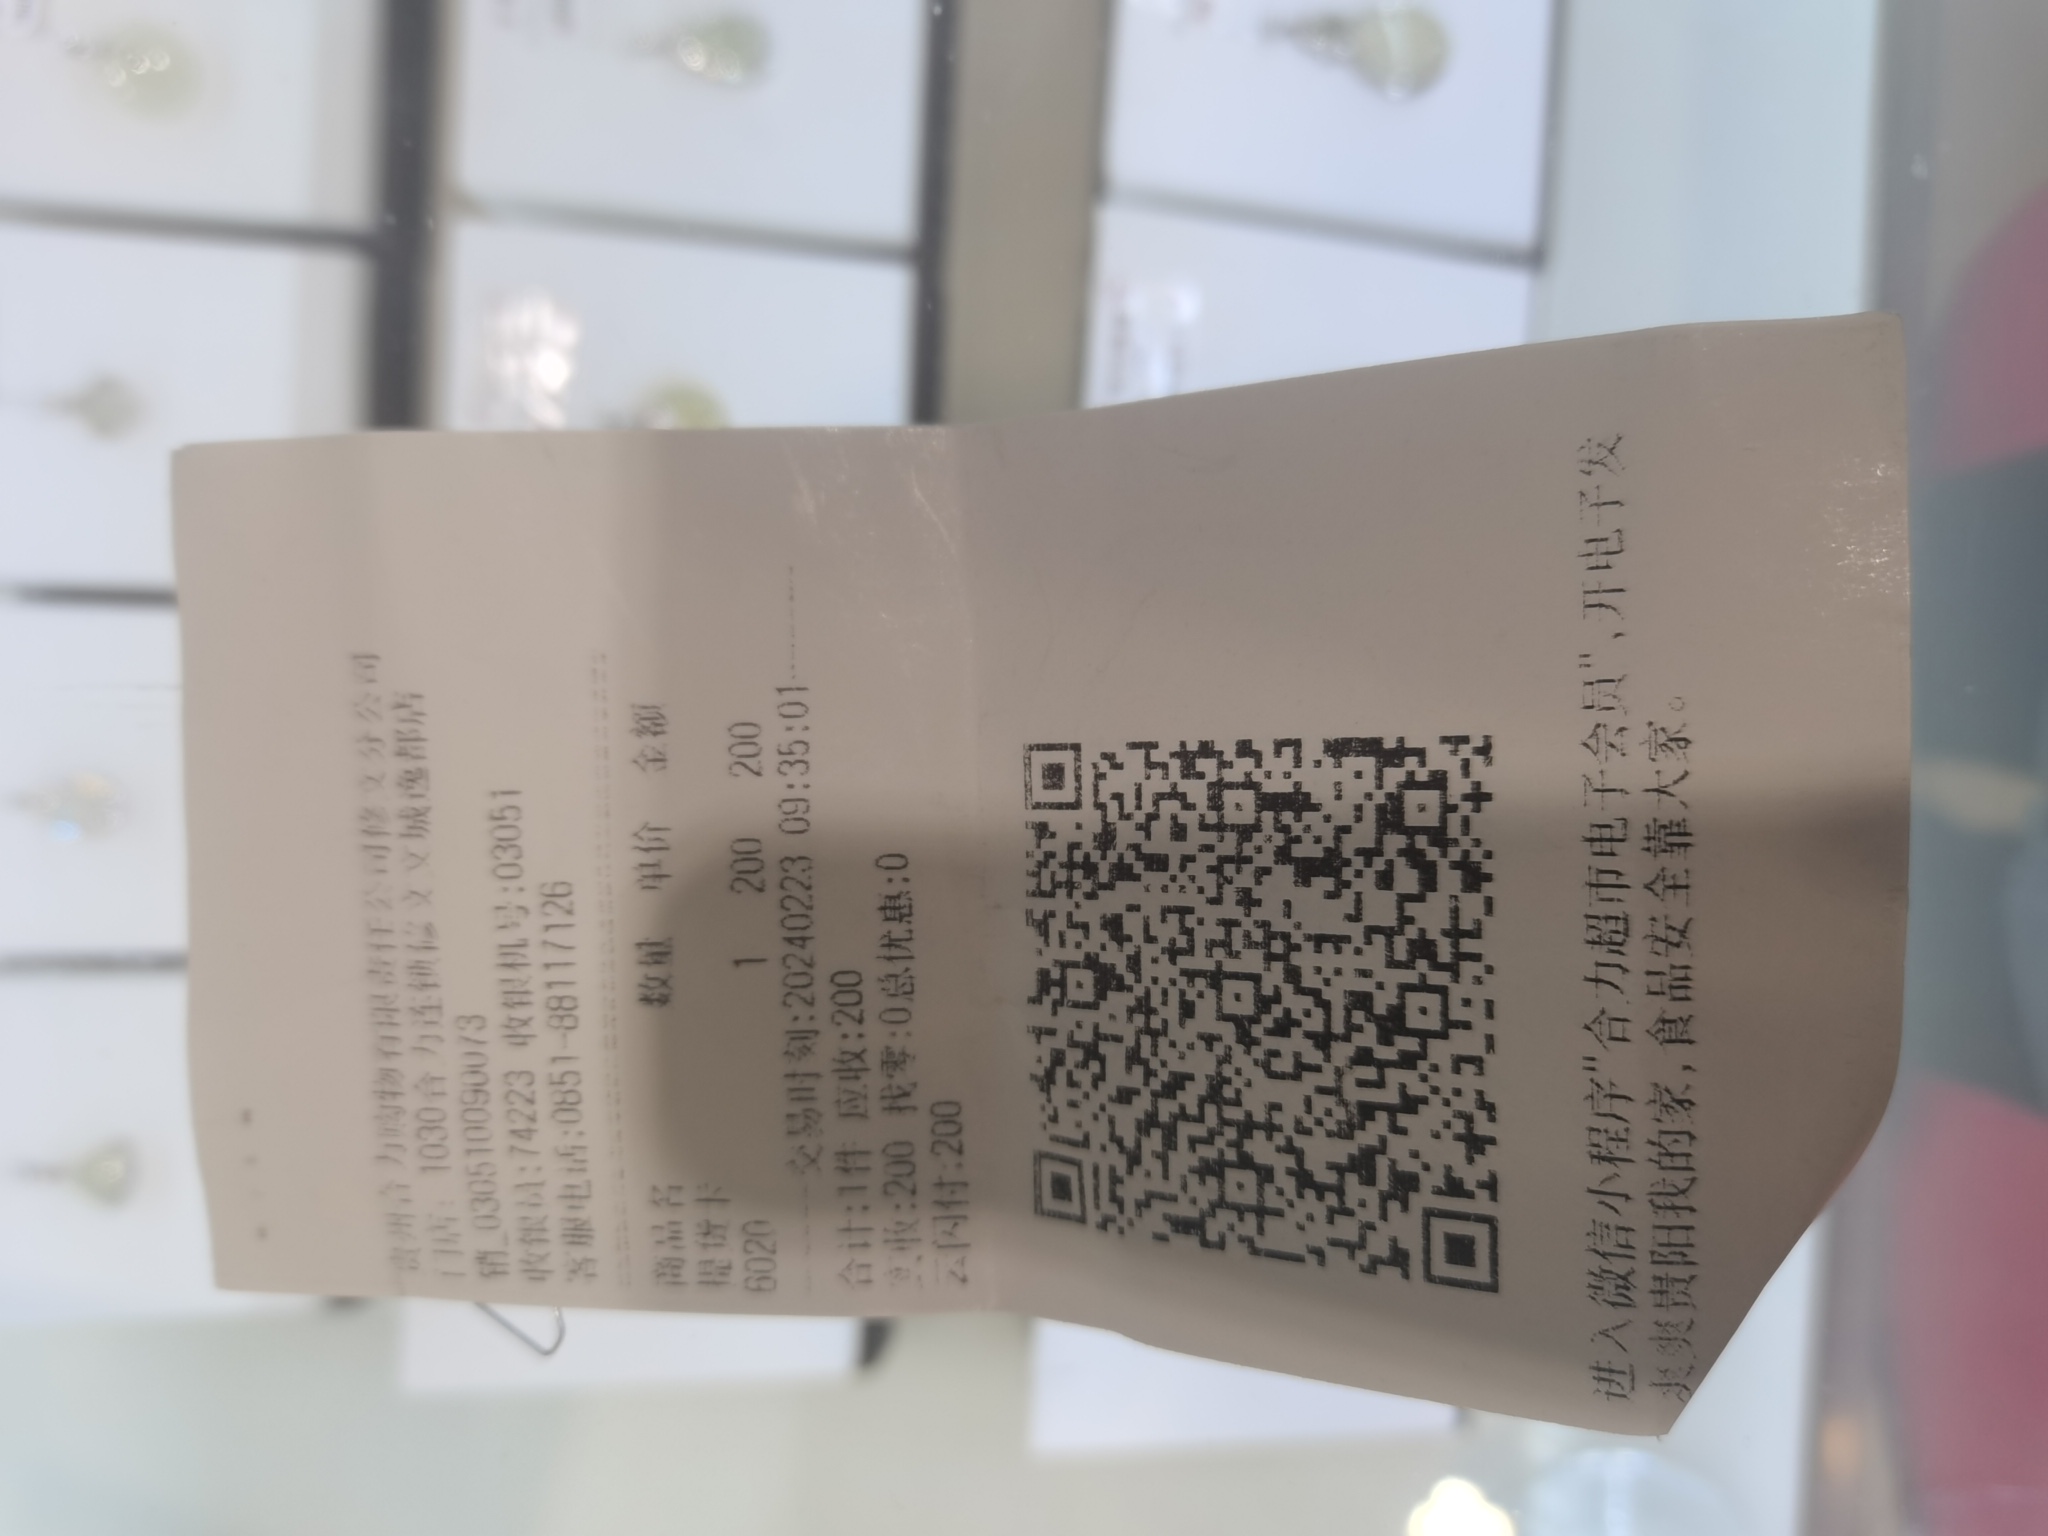 贵州合力购物有限责任公司修文分公司
门店: 1030合力连锁修文文城逸都店
销_0305100900073
收银员:74223 收银机号:03051
客服电话:0851-88117126
商品名 数量 单价 金额
提货卡
6020 1 200 200
-----交易时刻:20240223 09:35:01--------
合计:1件 应收:200
实收:200 找零:0总优惠:0
云闪付:200
进入微信小程序"合力超市电子会员",开电子发
爽爽贵阳我的家,食品安全靠大家。